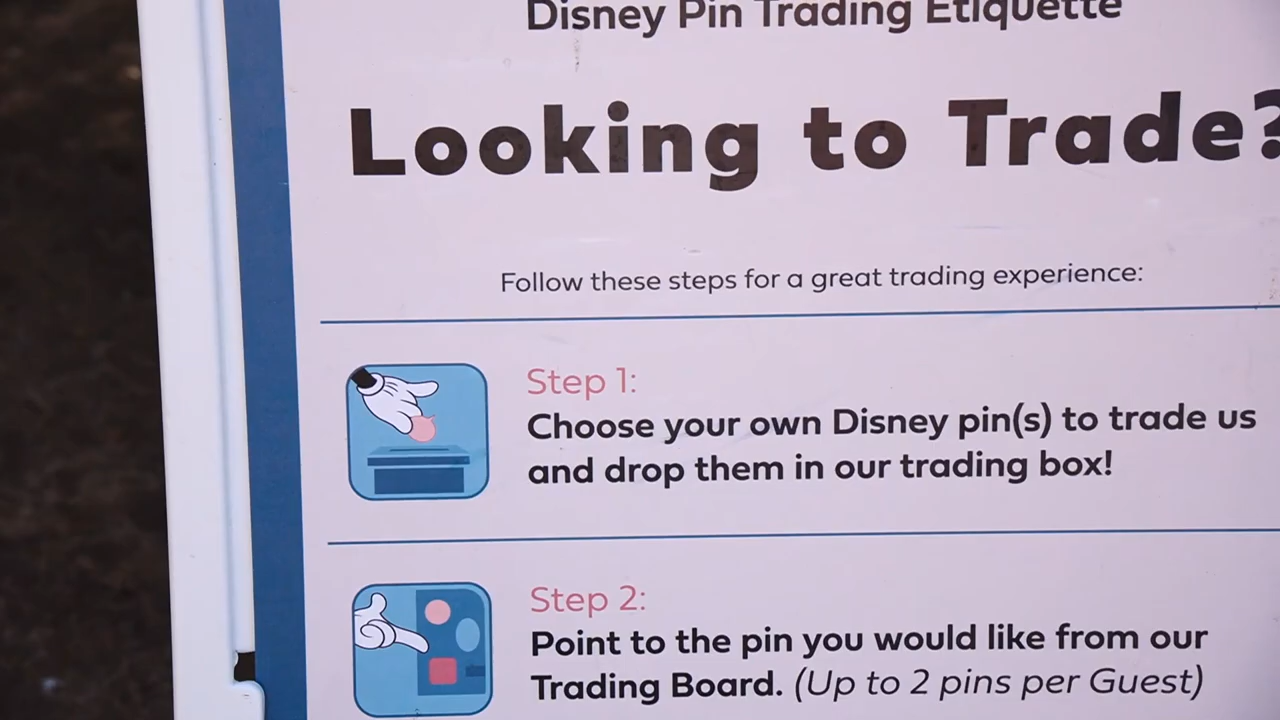 Disney Pin Trading Etiquette
Looking to Trade?
Follow these steps for a great trading experience:
Step 1:
Choose your own Disney pin(s) to trade us
and drop them in our trading box!
Step 2:
Point to the pin you would like from our
Trading Board. (Up to 2 pins per Guest)